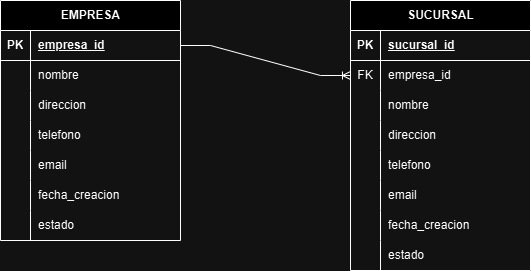 EMPRESA
PK empresa_id
nombre
direccion
telefono
email
fecha_creacion
estado
SUCURSAL
PK sucursal_id
FK empresa_id
nombre
direccion
telefono
email
fecha_creacion
estado